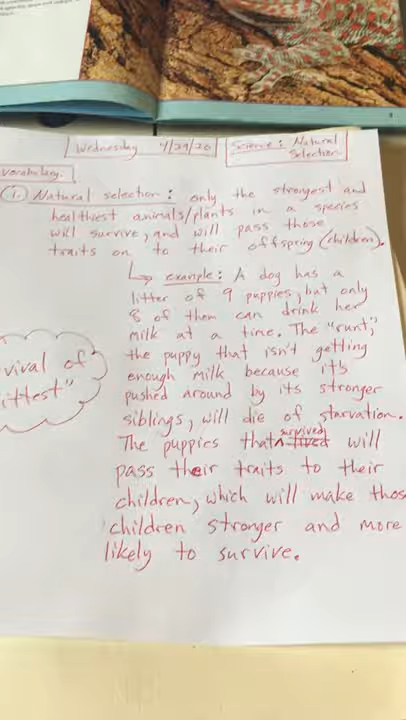 Wednesday 4/29/20
Science: Natural
Selection
Vocabulary:
1. Natural selection: only the strongest and
healthiest animals/plants in a species
will survive, and will pass those
traits on to their offspring (children).
example: A dog has a
litter of 9 puppies, but only
8 of them can drink her
milk at a time. The "runt,"
the puppy that isn't getting
enough milk because it's
pushed around by its stronger
siblings, will die of starvation.
The puppies that survived lived will
pass their traits to their
children, which will make thos
children stronger and more
likely to survive.
vival of
ittest"